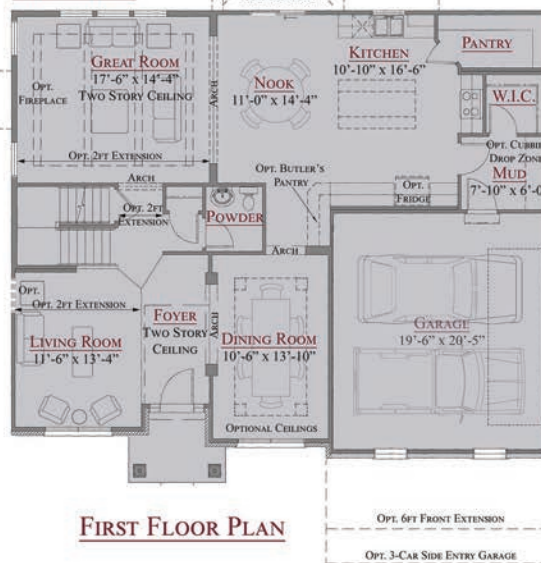 GREAT ROOM
17'-6" x 14'-4"
TWO STORY CEILING
OPT.
FIREPLACE
ARCH
OPT. 2FT EXTENSION
ARCH
NOOK
11'-0" x 14'-4"
KITCHEN
10'-10" x 16'-6"
PANTRY
W.I.C.
OPT. CUBBIE
DROP ZONE
MUD
7'-10" x 6'-0
OPT. BUTLER'S
PANTRY
OPT.
FRIDGE
OPT. 2FT
EXTENSION
POWDER
ARCH
OPT.
OPT. 2FT EXTENSION
LIVING ROOM
11'-6" x 13'-4"
FOYER
TWO STORY
CEILING
ARCH
DINING ROOM
10'-6" x 13'-10"
OPTIONAL CEILINGS
GARAGE
19'-6" x 20'-5"
FIRST FLOOR PLAN
OPT. 6FT FRONT EXTENSION
OPT. 3-CAR SIDE ENTRY GARAGE